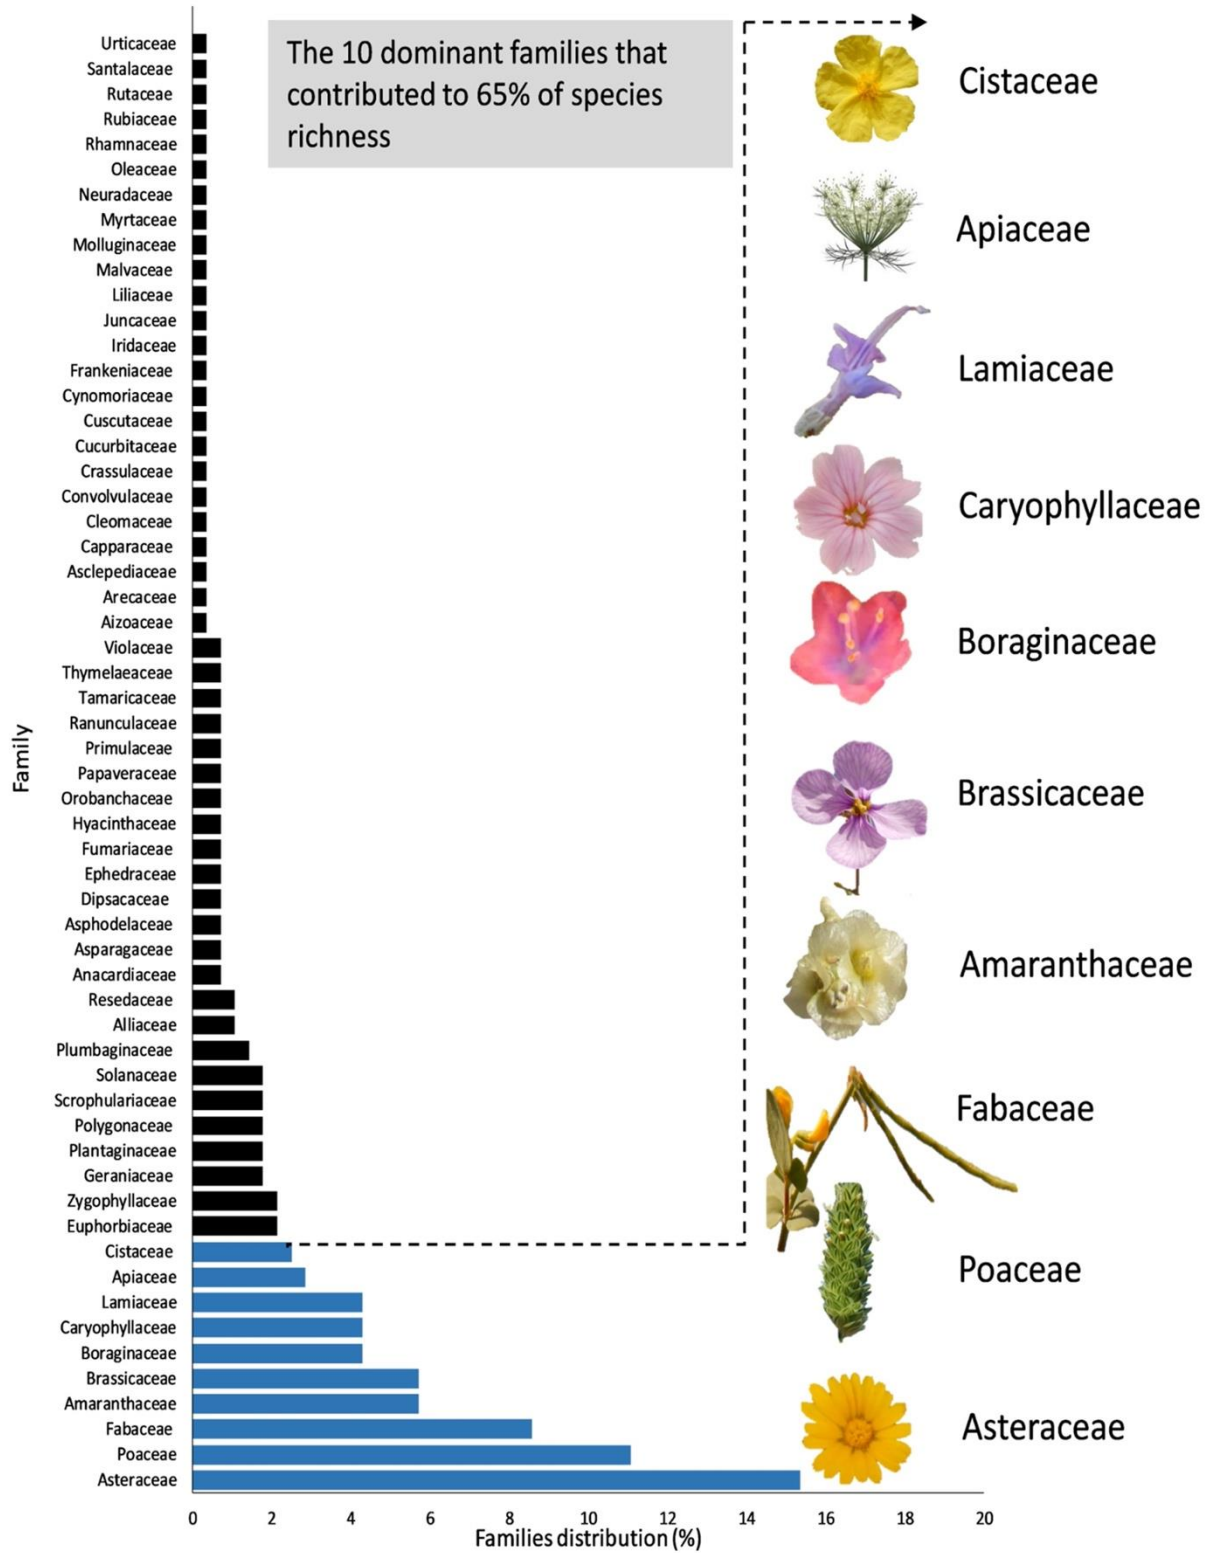 The 10 dominant families that
contributed to 65% of species
richness
Urticaceae
Santalaceae
Rutaceae
Rubiaceae
Rhamnaceae
Oleaceae
Neuradaceae
Myrtaceae
Molluginaceae
Malvaceae
Liliaceae
Juncaceae
Iridaceae
Frankeniaceae
Cynomoriaceae
Cuscutaceae
Cucurbitaceae
Crassulaceae
Convolvulaceae
Cleomaceae
Capparaceae
Asclepediaceae
Arecaceae
Aizoaceae
Violaceae
Thymelaeaceae
Tamaricaceae
Ranunculaceae
Primulaceae
Papaveraceae
Orobanchaceae
Hyacinthaceae
Fumariaceae
Ephedraceae
Dipsacaceae
Asphodelaceae
Asparagaceae
Anacardiaceae
Resedaceae
Alliaceae
Plumbaginaceae
Solanaceae
Scrophulariaceae
Polygonaceae
Plantaginaceae
Geraniaceae
Zygophyllaceae
Euphorbiaceae
Cistaceae
Apiaceae
Lamiaceae
Caryophyllaceae
Boraginaceae
Brassicaceae
Amaranthaceae
Fabaceae
Poaceae
Asteraceae
Family
0 2 4 6 8 10 12 14 16 18 20
Families distribution (%)
Cistaceae
Apiaceae
Lamiaceae
Caryophyllaceae
Boraginaceae
Brassicaceae
Amaranthaceae
Fabaceae
Poaceae
Asteraceae